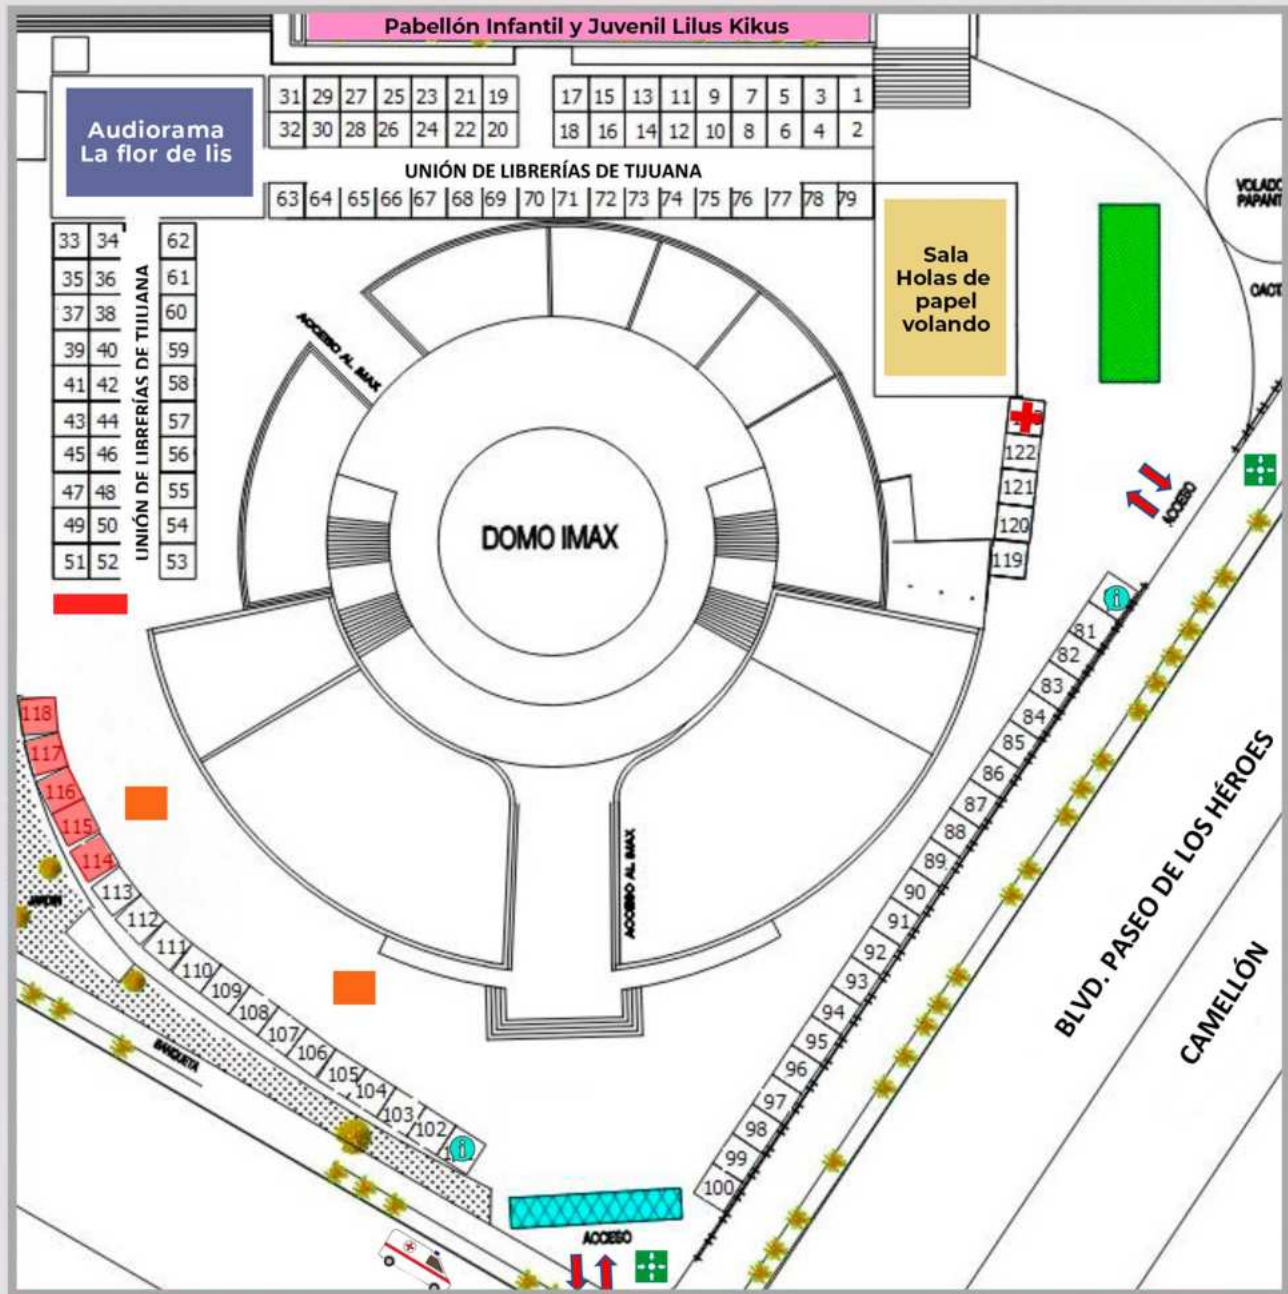 Pabellón Infantil y Juvenil Lilus Kikus
31 29 27 25 23 21 19 17 15 13 11 9 7 5 3 1
32 30 28 26 24 22 20 18 16 14 12 10 8 6 4 2
Audiorama
La flor de lis
UNIÓN DE LIBRERÍAS DE TIJUANA
63 64 65 66 67 68 69 70 71 72 73 74 75 76 77 78 79
33 34 62
35 36 61
37 38 60
39 40 59
41 42 58
43 44 57
45 46 56
47 48 55
49 50 54
51 52 53
UNIÓN DE LIBRERÍAS DE TIJUANA
ACCESO AL IMAX
DOMO IMAX
ACCESO AL IMAX
Sala
Holas de
papel
volando
122
121
120
119
ACCESO
81
82
83
84
85
86
87
88
89
90
91
92
93
94
95
96
97
98
99
100
118
117
116
115
114
113
112
111
110
109
108
107
106
105
104
103
102
JARDIN
BANQUETA
ACCESO
BLVD. PASEO DE LOS HÉROES
CAMELLÓN